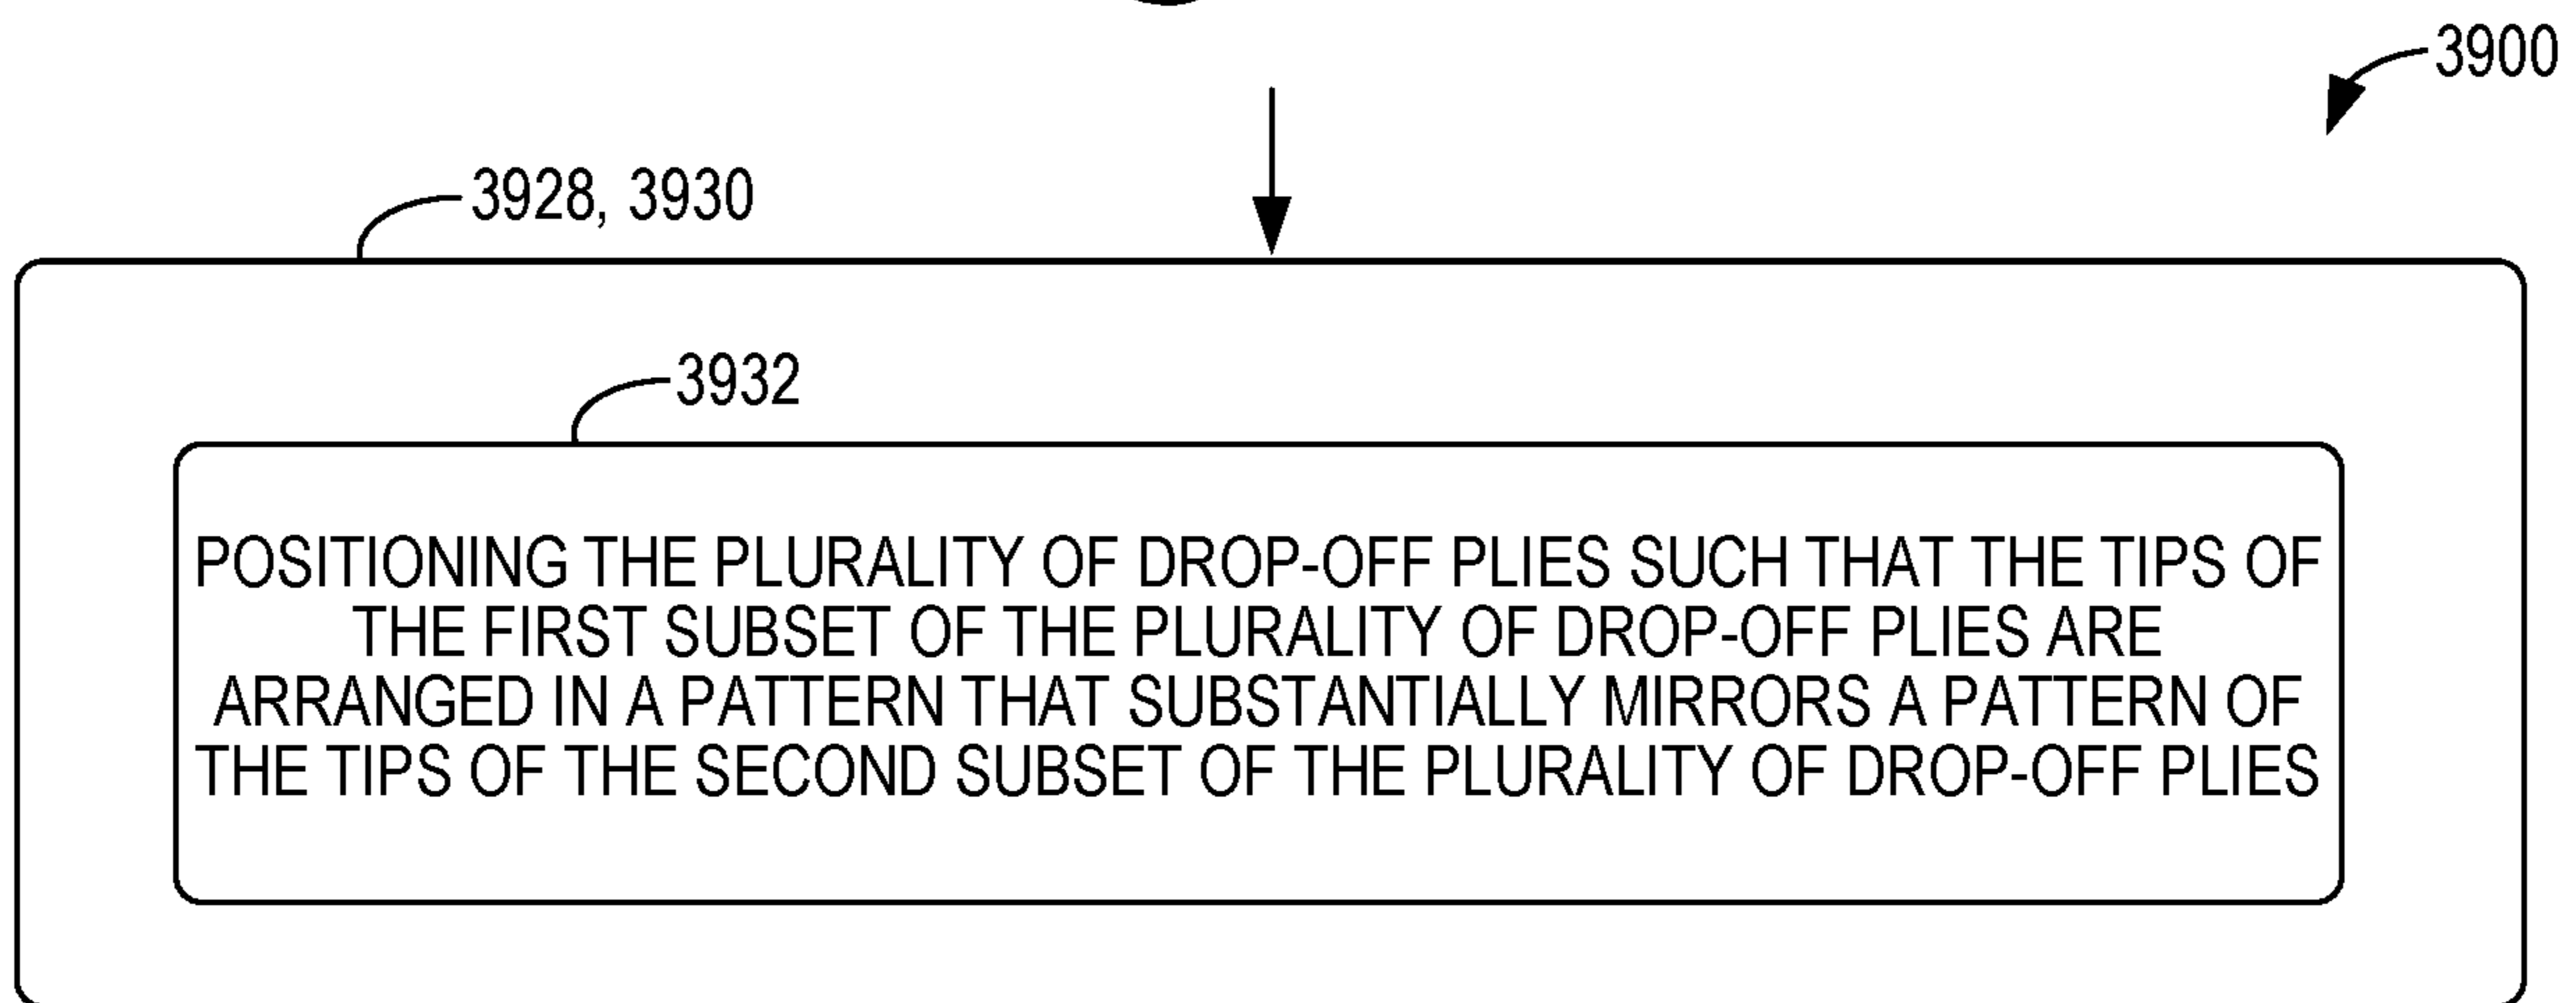 3900
3928, 3930
3932
POSITIONING THE PLURALITY OF DROP-OFF PLIES SUCH THAT THE TIPS OF
THE FIRST SUBSET OF THE PLURALITY OF DROP-OFF PLIES ARE
ARRANGED IN A PATTERN THAT SUBSTANTIALLY MIRRORS A PATTERN OF
THE TIPS OF THE SECOND SUBSET OF THE PLURALITY OF DROP-OFF PLIES